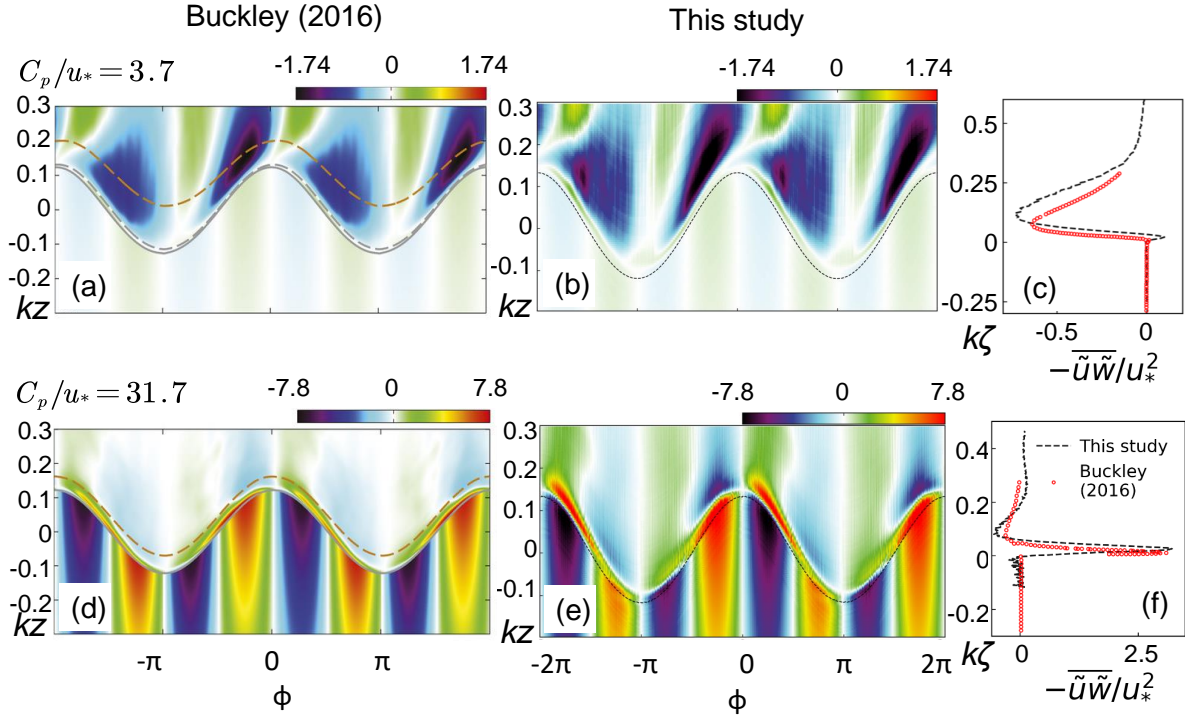 Buckley (2016)
This study
C_p/u_* = 3.7
-1.74 0 1.74
-1.74 0 1.74
0.3
0.2
0.1
0
-0.1
-0.2
kz
(a)
0.3
0.2
0.1
0
-0.1
kz
(b)
0.5
0.25
0
-0.25
kζ
(c)
-0.5 0
−\overline{ũw̃}/u_*^2
C_p/u_* = 31.7
-7.8 0 7.8
-7.8 0 7.8
0.3
0.2
0.1
0
-0.1
-0.2
kz
(d)
-π 0 π
ϕ
0.3
0.2
0.1
0
-0.1
-0.2
kz
(e)
-2π -π 0 π 2π
ϕ
This study
Buckley
(2016)
0.4
0.2
0
-0.2
kζ
(f)
0 2.5
−\overline{ũw̃}/u_*^2